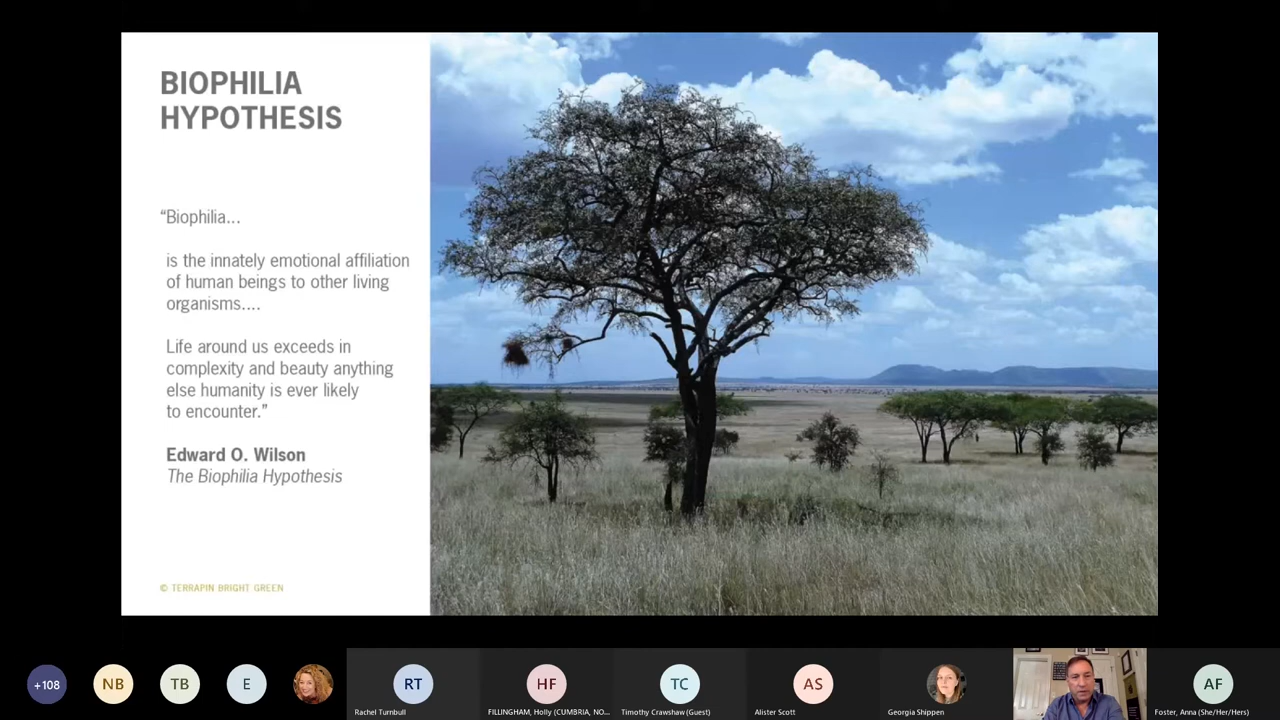 BIOPHILIA
HYPOTHESIS
“Biophilia...
is the innately emotional affiliation
of human beings to other living
organisms....
Life around us exceeds in
complexity and beauty anything
else humanity is ever likely
to encounter.”
Edward O. Wilson
The Biophilia Hypothesis
© TERRAPIN BRIGHT GREEN
+108
NB
TB
E
RT
HF
TC
AS
AF
Rachel Turnbull
FILLINGHAM, Holly (CUMBRIA, NO...
Timothy Crawshaw (Guest)
Alister Scott
Georgia Shippen
Foster, Anna (She/Her/Hers)